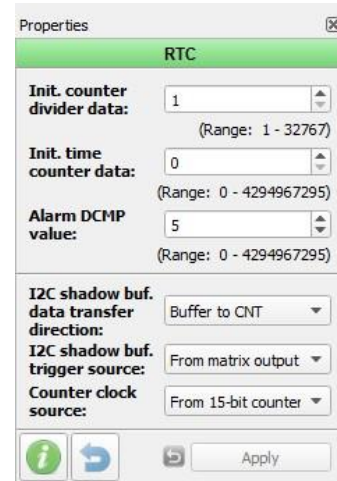 Properties
RTC
Init. counter
divider data:
1
(Range: 1 - 32767)
Init. time
counter data:
0
(Range: 0 - 4294967295)
Alarm DCMP
value:
5
(Range: 0 - 4294967295)
I2C shadow buf.
data transfer
direction:
Buffer to CNT
I2C shadow buf.
trigger source:
From matrix output
Counter clock
source:
From 15-bit counter
Apply